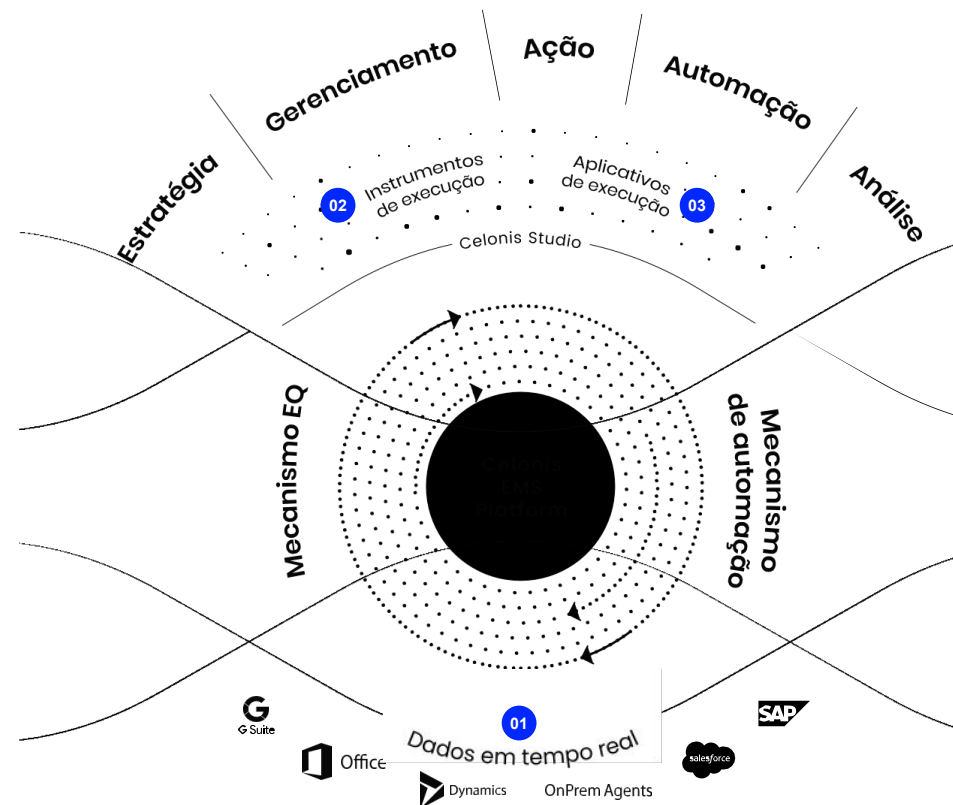 Estratégia
Gerenciamento
Ação
Automação
Análise
02
Instrumentos
de execução
Aplicativos
de execução
03
Celonis Studio
Mecanismo EQ
Celonis
EMS
Platform
Mecanismo
de automação
G Suite
01
Dados em tempo real
SAP
Office
salesforce
Dynamics
OnPrem Agents